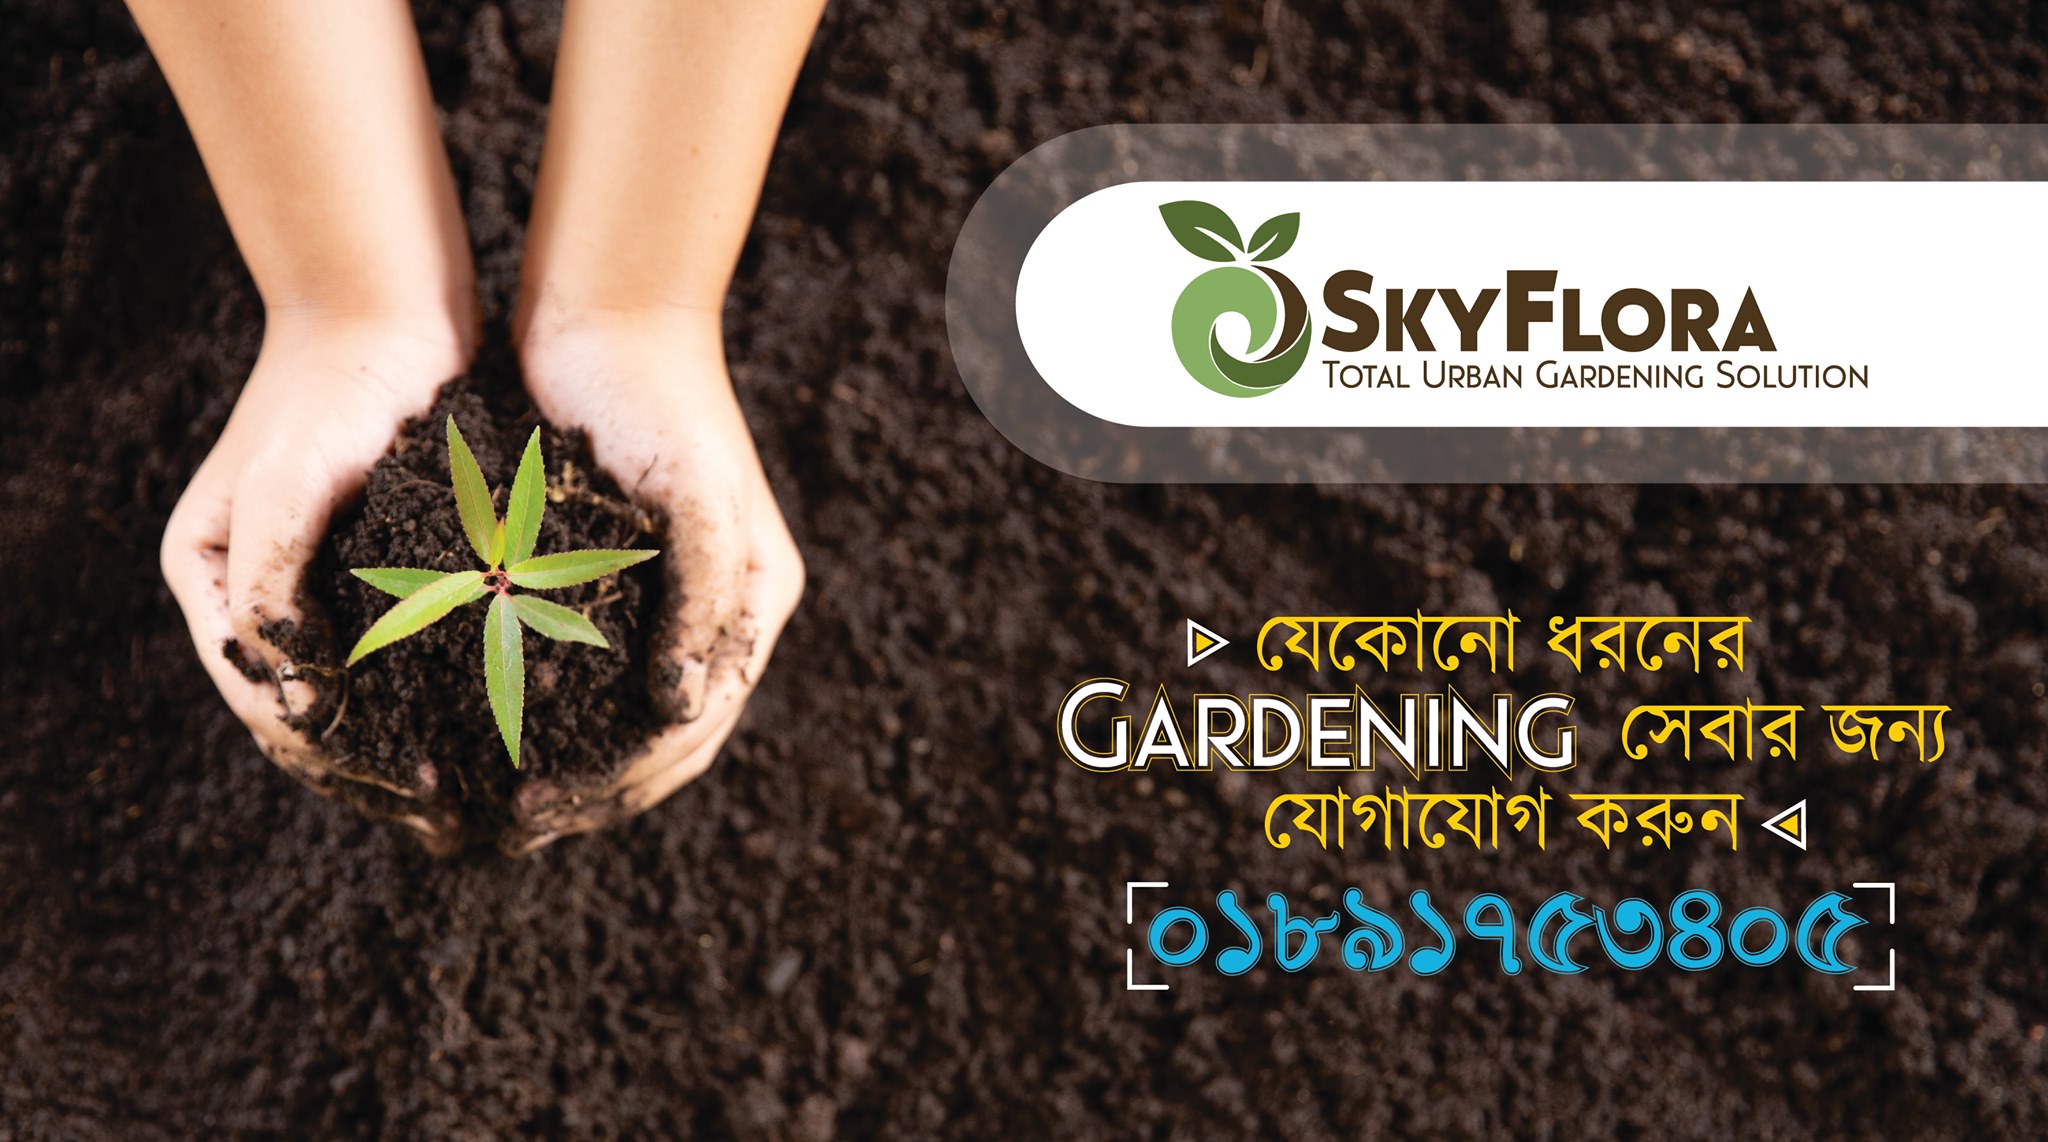 SKYFLORA
TOTAL URBAN GARDENING SOLUTION
যেকোনো ধরনের
GARDENING সেবার জন্য
যোগাযোগ করুন
০১৮৯১৭৫৩৪০৫